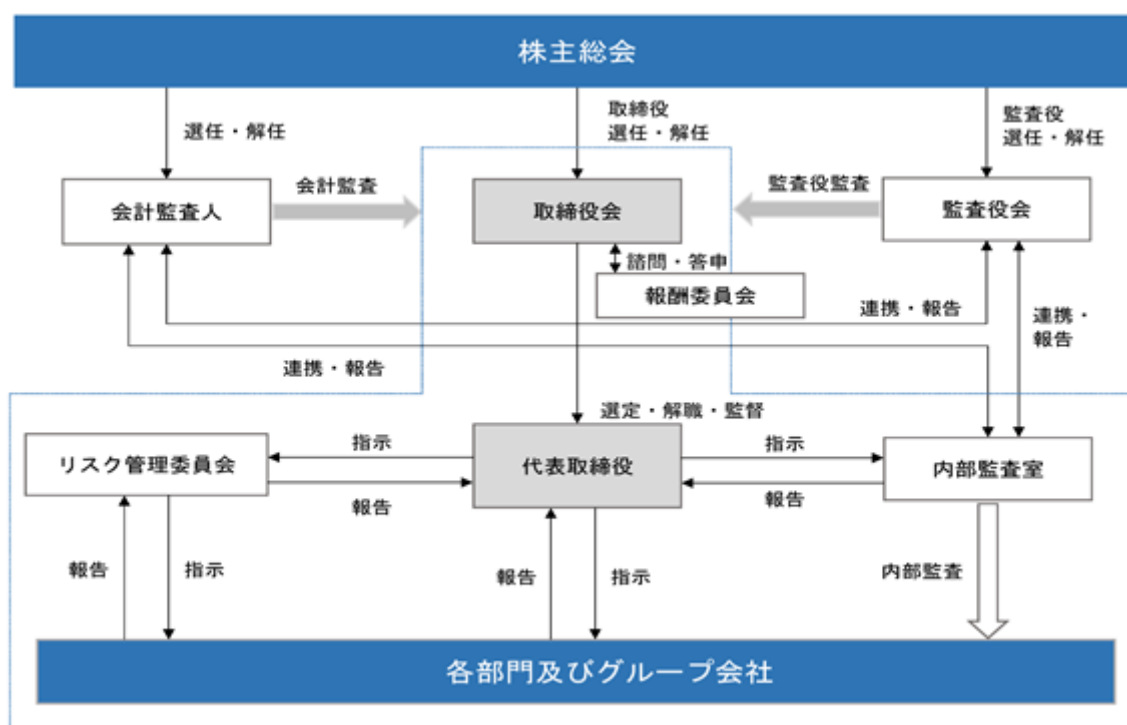 株主総会
選任・解任
取締役
選任・解任
監査役
選任・解任
会計監査人
会計監査
取締役会
監査役監査
監査役会
諮問・答申
報酬委員会
連携・報告
連携・
報告
連携・報告
選定・解職・監督
リスク管理委員会
指示
報告
代表取締役
指示
報告
内部監査室
報告
指示
報告
指示
内部監査
各部門及びグループ会社